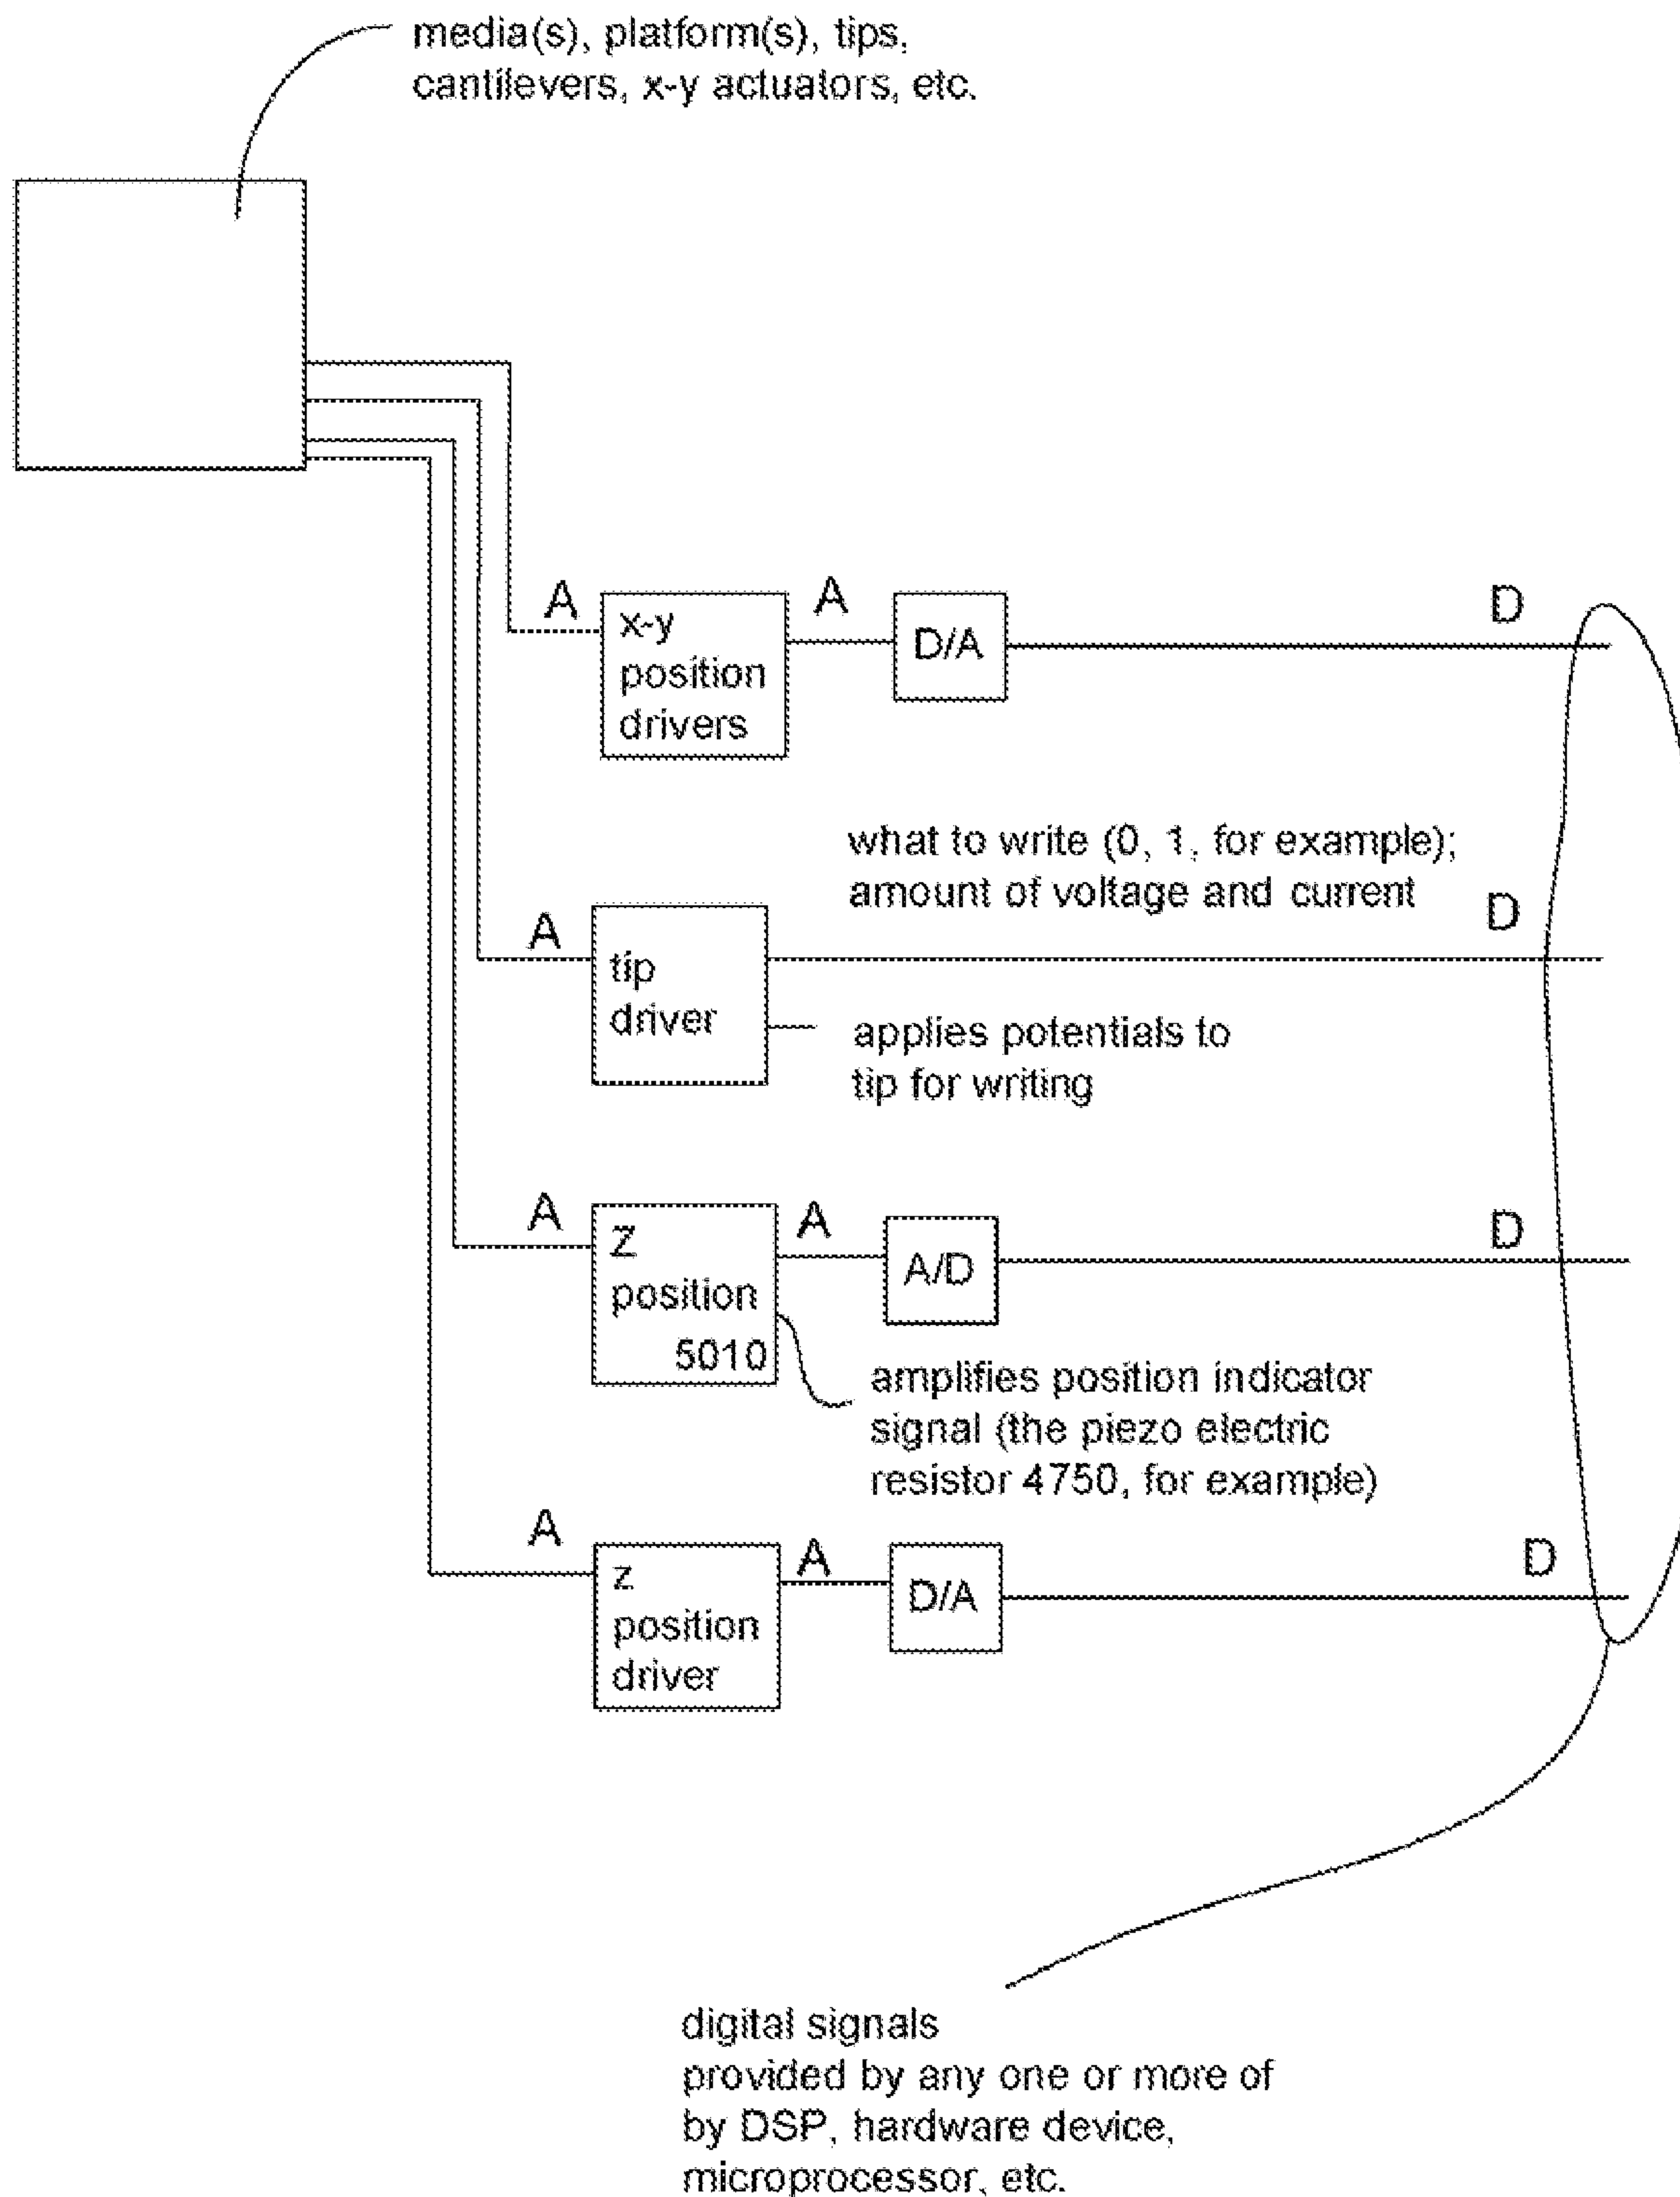 media(s), platform(s), tips,
cantilevers, x-y actuators, etc.
A
x-y
position
drivers
A
D/A
D
what to write (0, 1, for example);
amount of voltage and current
A
tip
driver
D
applies potentials to
tip for writing
A
z
position
5010
A
A/D
D
amplifies position indicator
signal (the piezo electric
resistor 4750, for example)
A
z
position
driver
A
D/A
D
digital signals
provided by any one or more of
by DSP, hardware device,
microprocessor, etc.